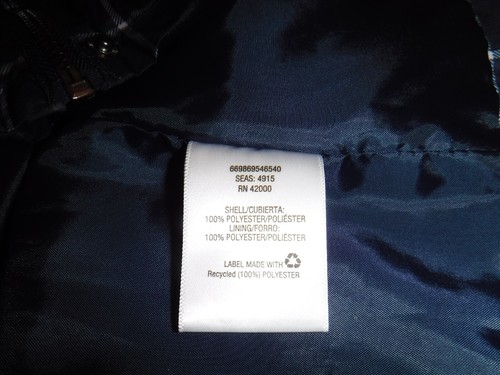 669869546540
SEAS: 4915
RN 42000
SHELL/CUBIERTA:
100% POLYESTER/POLIÉSTER
LINING/FORRO:
100% POLYESTER/POLIÉSTER
LABEL MADE WITH
Recycled (100%) POLYESTER